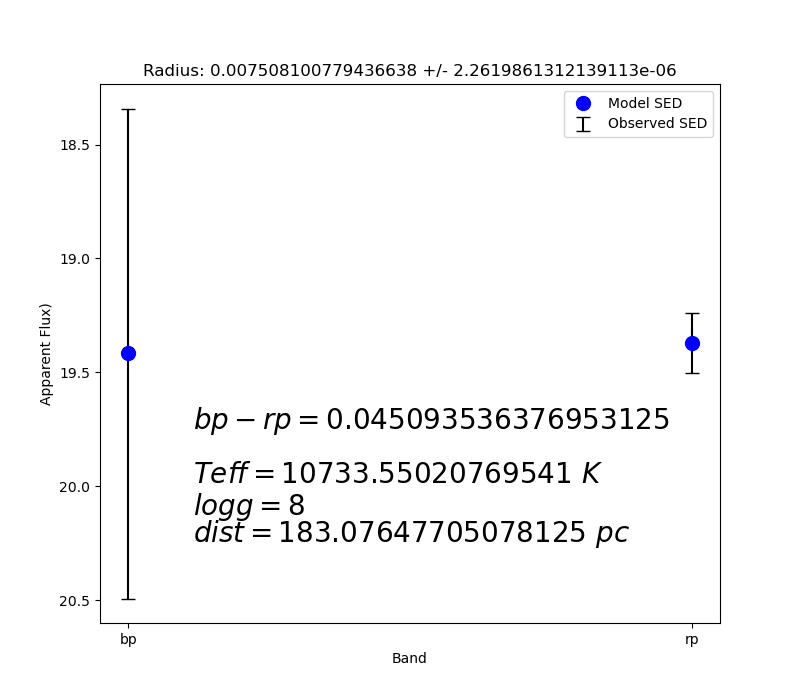 Radius: 0.007508100779436638 +/- 2.2619861312139113e-06
Model SED
Observed SED
18.5
19.0
19.5
20.0
20.5
Apparent Flux)
bp − rp = 0.045093536376953125
Teff = 10733.55020769541 K
logg = 8
dist = 183.07647705078125 pc
bp
rp
Band